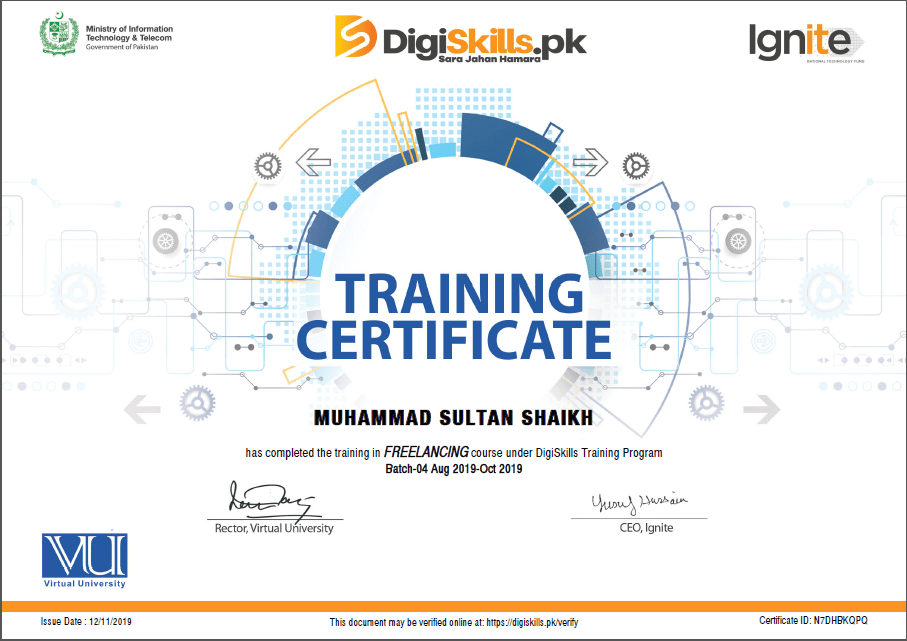 Ministry of Information
Technology & Telecom
Government of Pakistan
DigiSkills.pk
Sara Jahan Hamara
Ignite
NATIONAL TECHNOLOGY FUND
TRAINING
CERTIFICATE
MUHAMMAD SULTAN SHAIKH
has completed the training in FREELANCING course under DigiSkills Training Program
Batch-04 Aug 2019-Oct 2019
Yusuf Hussain
Rector, Virtual University
CEO, Ignite
VU
Virtual University
Issue Date : 12/11/2019
This document may be verified online at: https://digiskills.pk/verify
Certificate ID: N7DHBKQPQ